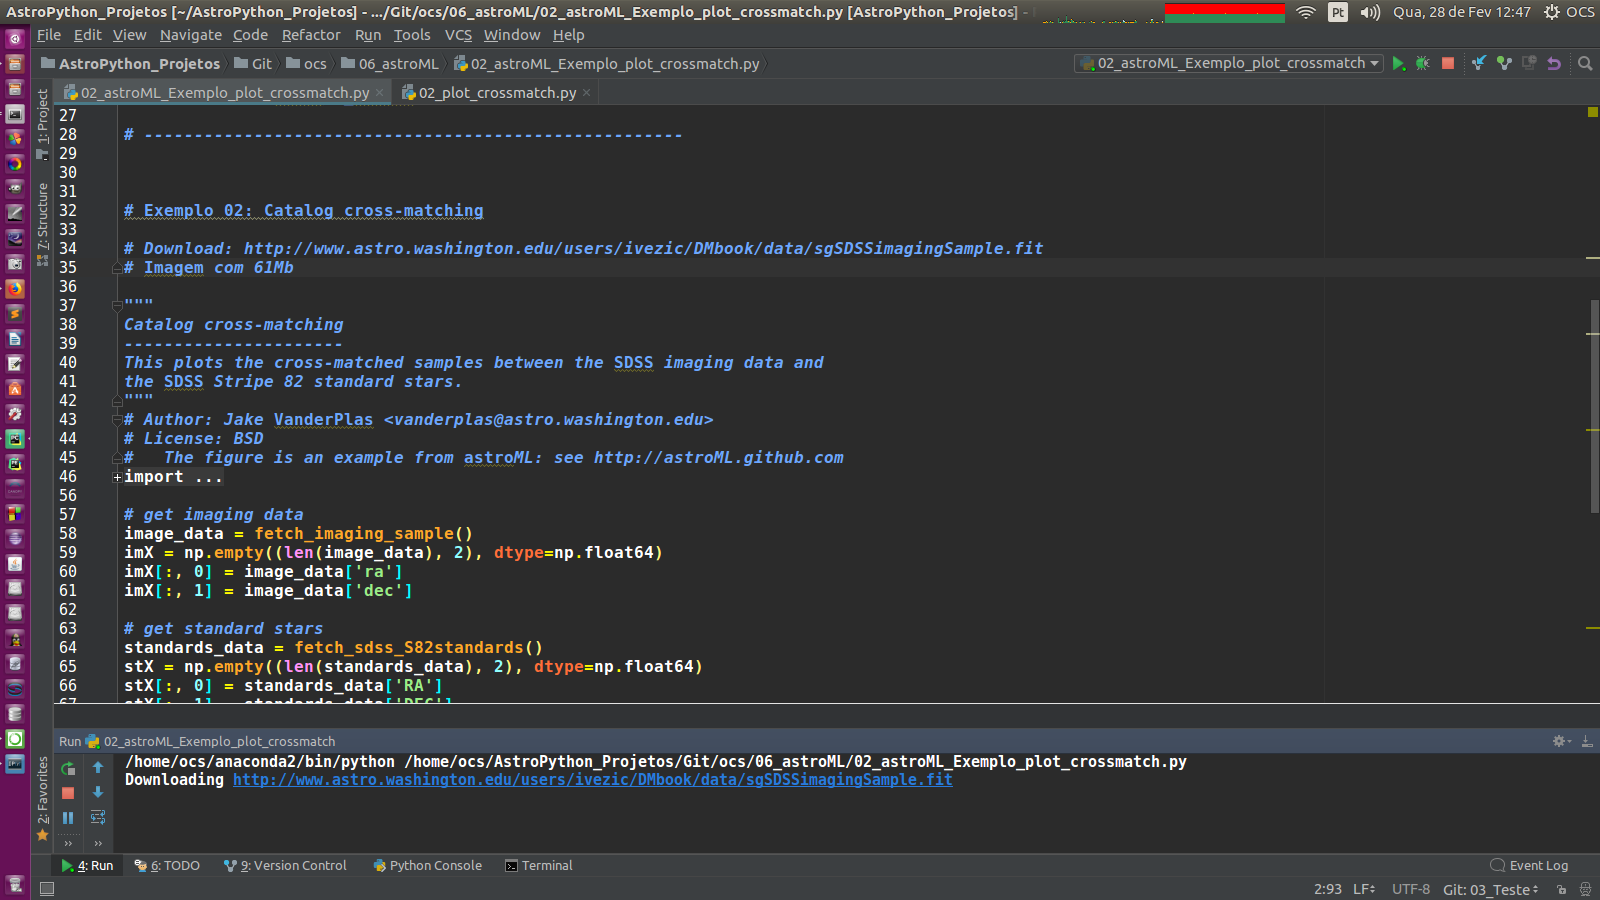 AstroPython_Projetos [~/AstroPython_Projetos] - .../Git/ocs/06_astroML/02_astroML_Exemplo_plot_crossmatch.py [AstroPython_Projetos] -
Pt
Qua, 28 de Fev 12:47
OCS
File Edit View Navigate Code Refactor Run Tools VCS Window Help
AstroPython_Projetos Git ocs 06_astroML 02_astroML_Exemplo_plot_crossmatch.py
02_astroML_Exemplo_plot_crossmatch
02_astroML_Exemplo_plot_crossmatch.py
02_plot_crossmatch.py
1: Project
7: Structure
2: Favorites
27
28 # ------------------------------------------------------
29
30
31
32 # Exemplo 02: Catalog cross-matching
33
34 # Download: http://www.astro.washington.edu/users/ivezic/DMbook/data/sgSDSSimagingSample.fit
35 # Imagem com 61Mb
36
37 """
38 Catalog cross-matching
39 ----------------------
40 This plots the cross-matched samples between the SDSS imaging data and
41 the SDSS Stripe 82 standard stars.
42 """
43 # Author: Jake VanderPlas <vanderplas@astro.washington.edu>
44 # License: BSD
45 #   The figure is an example from astroML: see http://astroML.github.com
46 import ...
56
57 # get imaging data
58 image_data = fetch_imaging_sample()
59 imX = np.empty((len(image_data), 2), dtype=np.float64)
60 imX[:, 0] = image_data['ra']
61 imX[:, 1] = image_data['dec']
62
63 # get standard stars
64 standards_data = fetch_sdss_S82standards()
65 stX = np.empty((len(standards_data), 2), dtype=np.float64)
66 stX[:, 0] = standards_data['RA']
67 stX[:, 1] = standards_data['DEC']
Run 02_astroML_Exemplo_plot_crossmatch
/home/ocs/anaconda2/bin/python /home/ocs/AstroPython_Projetos/Git/ocs/06_astroML/02_astroML_Exemplo_plot_crossmatch.py
Downloading http://www.astro.washington.edu/users/ivezic/DMbook/data/sgSDSSimagingSample.fit
4: Run 6: TODO 9: Version Control Python Console Terminal
Event Log
2:93 LF UTF-8 Git: 03_Teste